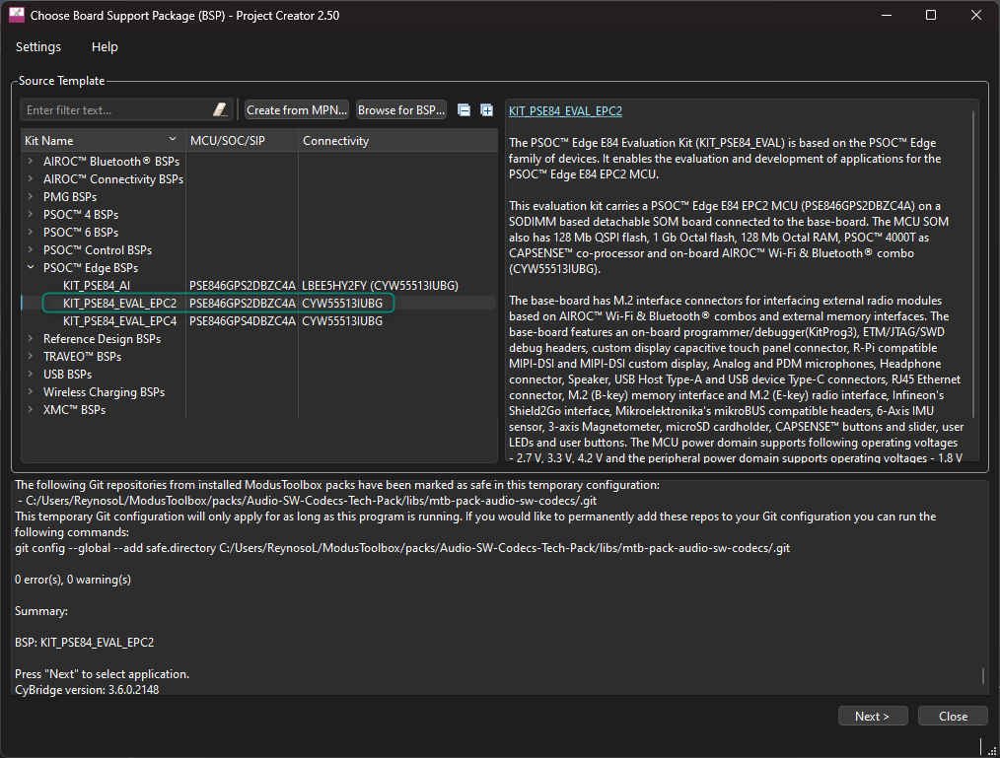 Choose Board Support Package (BSP) - Project Creator 2.50
Settings Help
Source Template
Enter filter text...
Create from MPN...
Browse for BSP...
Kit Name MCU/SOC/SIP Connectivity
AIROC™ Bluetooth® BSPs
AIROC™ Connectivity BSPs
PMG BSPs
PSOC™ 4 BSPs
PSOC™ 6 BSPs
PSOC™ Control BSPs
PSOC™ Edge BSPs
KIT_PSE84_AI PSE846GPS2DBZC4A LBEE5HY2FY (CYW55513IUBG)
KIT_PSE84_EVAL_EPC2 PSE846GPS2DBZC4A CYW55513IUBG
KIT_PSE84_EVAL_EPC4 PSE846GPS4DBZC4A CYW55513IUBG
Reference Design BSPs
TRAVEO™ BSPs
USB BSPs
Wireless Charging BSPs
XMC™ BSPs
KIT_PSE84_EVAL_EPC2
The PSOC™ Edge E84 Evaluation Kit (KIT_PSE84_EVAL) is based on the PSOC™ Edge
family of devices. It enables the evaluation and development of applications for the
PSOC™ Edge E84 EPC2 MCU.
This evaluation kit carries a PSOC™ Edge E84 EPC2 MCU (PSE846GPS2DBZC4A) on a
SODIMM based detachable SOM board connected to the base-board. The MCU SOM
also has 128 Mb QSPI flash, 1 Gb Octal flash, 128 Mb Octal RAM, PSOC™ 4000T as
CAPSENSE™ co-processor and on-board AIROC™ Wi-Fi & Bluetooth® combo
(CYW55513IUBG).
The base-board has M.2 interface connectors for interfacing external radio modules
based on AIROC™ Wi-Fi & Bluetooth® combos and external memory interfaces. The
base-board features an on-board programmer/debugger(KitProg3), ETM/JTAG/SWD
debug headers, custom display capacitive touch panel connector, R-Pi compatible
MIPI-DSI and MIPI-DSI custom display, Analog and PDM microphones, Headphone
connector, Speaker, USB Host Type-A and USB device Type-C connectors, RJ45 Ethernet
connector, M.2 (B-key) memory interface and M.2 (E-key) radio interface, Infineon's
Shield2Go interface, Mikroelektronika's mikroBUS compatible headers, 6-Axis IMU
sensor, 3-axis Magnetometer, microSD cardholder, CAPSENSE™ buttons and slider, user
LEDs and user buttons. The MCU power domain supports following operating voltages
- 2.7 V, 3.3 V, 4.2 V and the peripheral power domain supports operating voltages - 1.8 V
The following Git repositories from installed ModusToolbox packs have been marked as safe in this temporary configuration:
- C:/Users/ReynosoL/ModusToolbox/packs/Audio-SW-Codecs-Tech-Pack/libs/mtb-pack-audio-sw-codecs/.git
This temporary Git configuration will only apply for as long as this program is running. If you would like to permanently add these repos to your Git configuration you can run the
following commands:
git config --global --add safe.directory C:/Users/ReynosoL/ModusToolbox/packs/Audio-SW-Codecs-Tech-Pack/libs/mtb-pack-audio-sw-codecs/.git
0 error(s), 0 warning(s)
Summary:
BSP: KIT_PSE84_EVAL_EPC2
Press "Next" to select application.
CyBridge version: 3.6.0.2148
Next >
Close